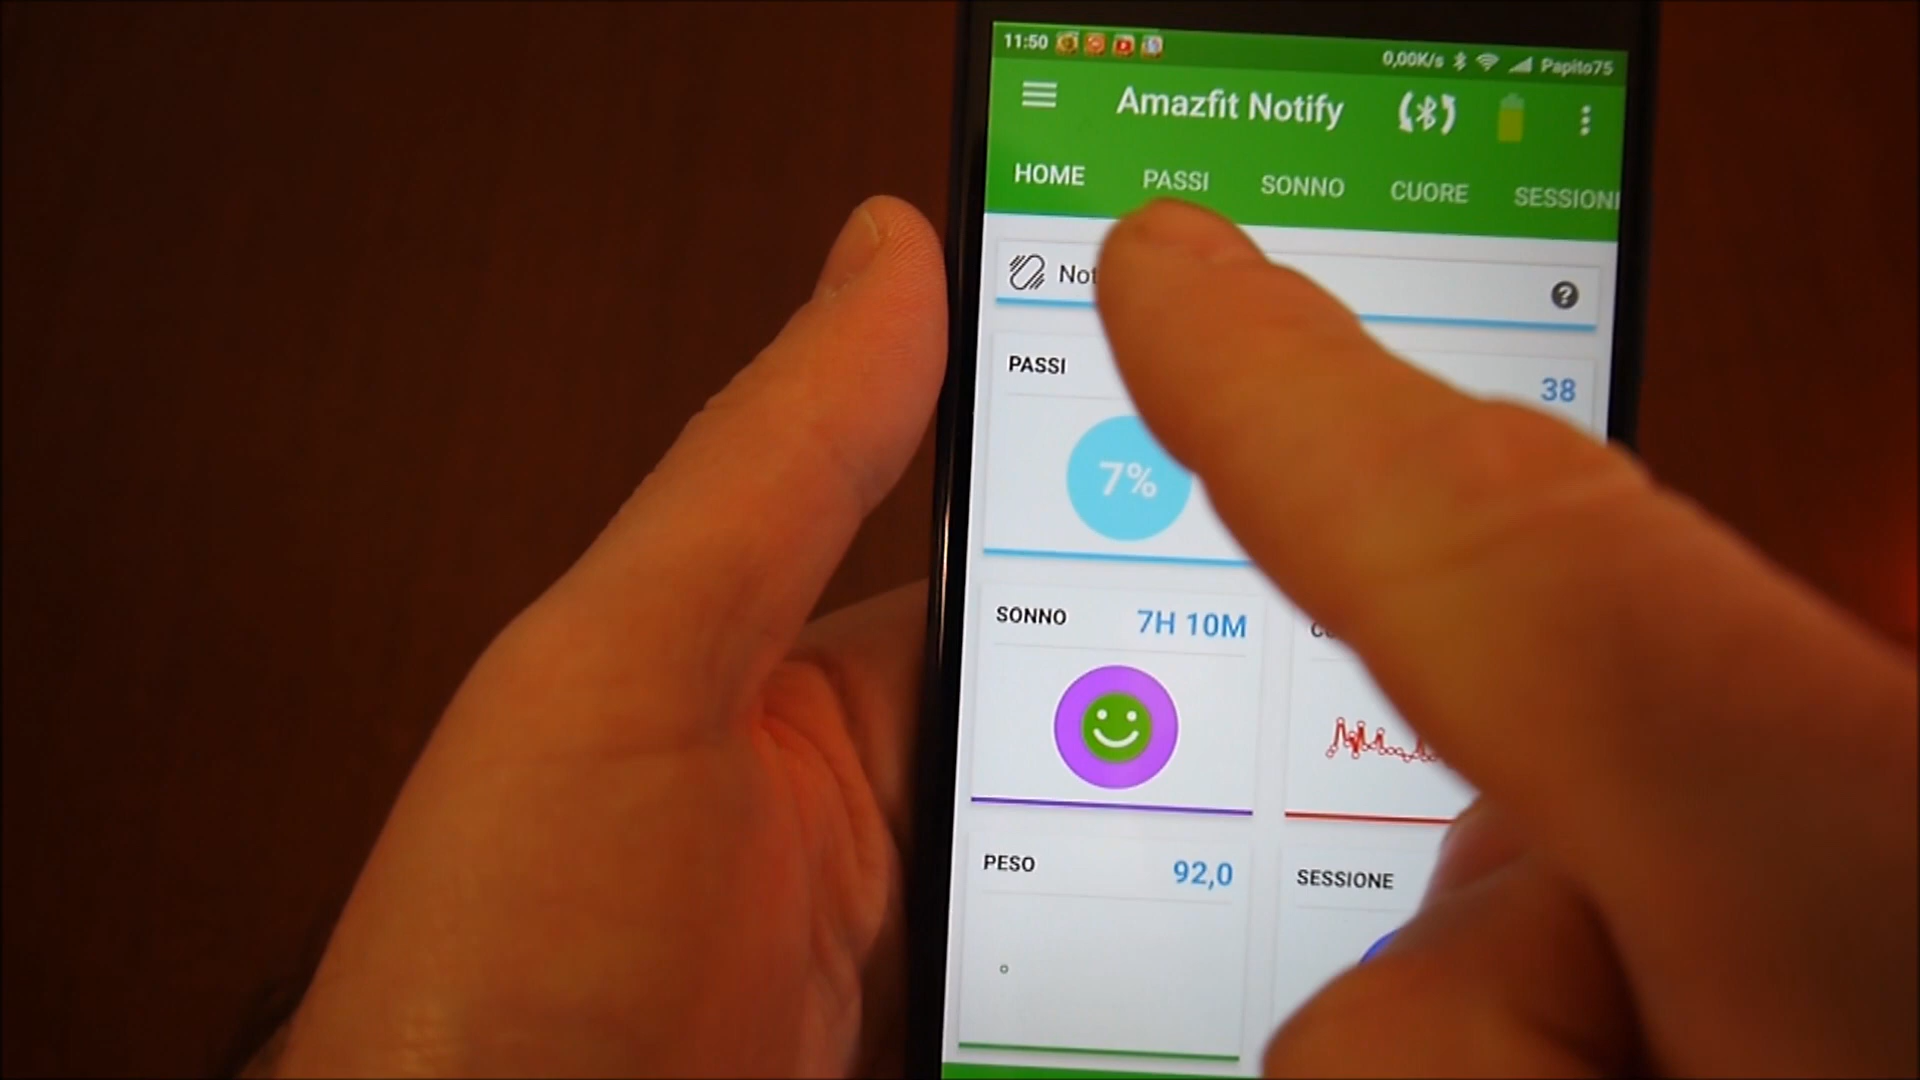 11:50 0,00K/s Papito75
Amazfit Notify
HOME PASSI SONNO CUORE SESSIONI
?
PASSI 38
7%
SONNO 7H 10M
PESO 92,0
SESSIONE